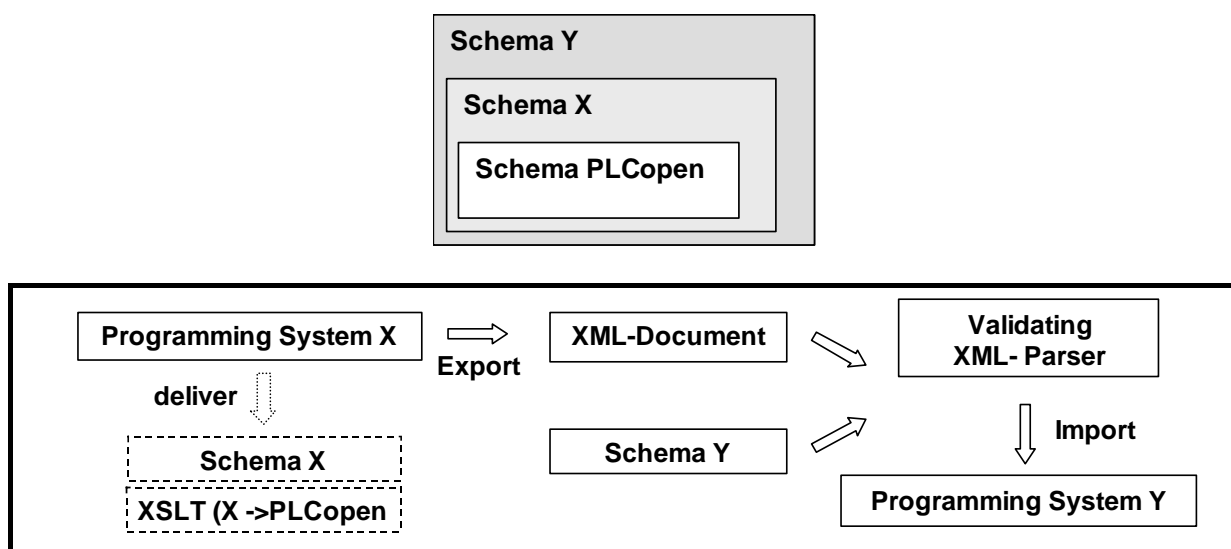 Schema Y
Schema X
Schema PLCopen
Programming System X
Export
XML-Document
Validating
XML- Parser
deliver
Schema X
XSLT (X ->PLCopen
Schema Y
Import
Programming System Y